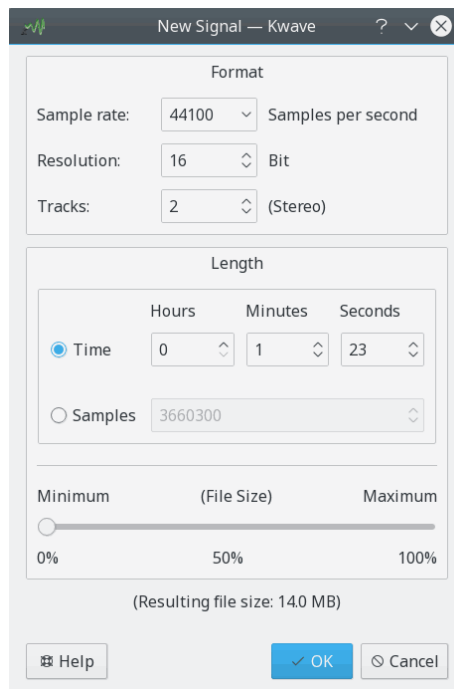 New Signal — Kwave ?
Format
Sample rate: 44100 Samples per second
Resolution: 16 Bit
Tracks: 2 (Stereo)
Length
Hours Minutes Seconds
Time 0 1 23
Samples 3660300
Minimum (File Size) Maximum
0% 50% 100%
(Resulting file size: 14.0 MB)
Help OK Cancel